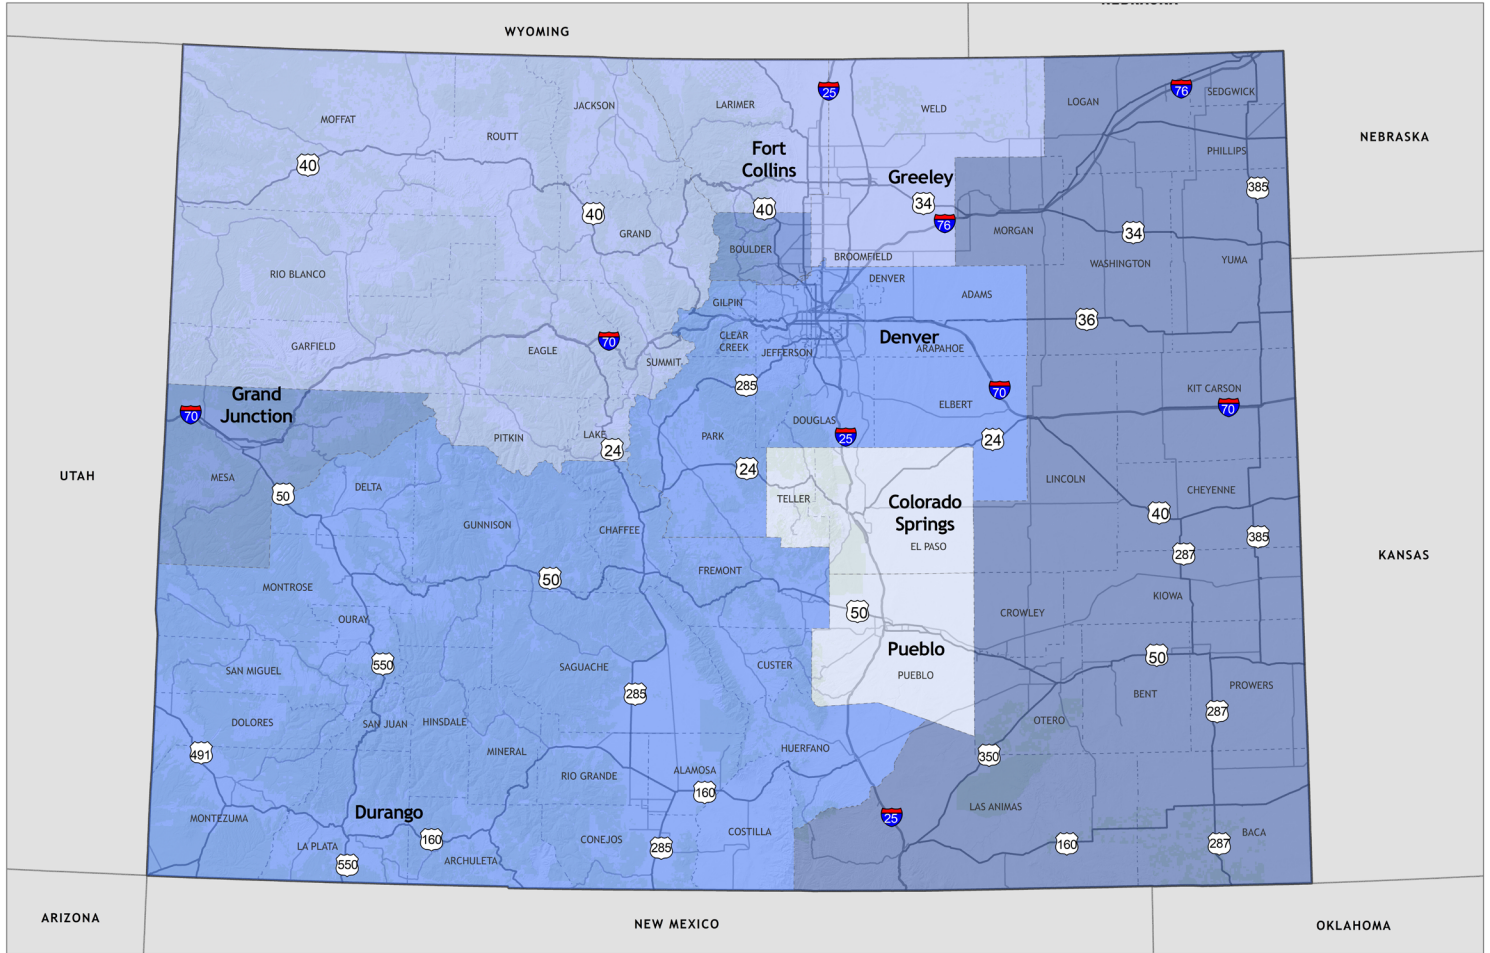 NEBRASKA
WYOMING
25
76
SEDGWICK
LOGAN
JACKSON
LARIMER
WELD
MOFFAT
ROUTT
NEBRASKA
Fort
Collins
PHILLIPS
40
Greeley
385
34
40
40
76
34
GRAND
MORGAN
BOULDER
BROOMFIELD
WASHINGTON
YUMA
RIO BLANCO
DENVER
ADAMS
GILPIN
36
70
Denver
CLEAR
CREEK
GARFIELD
EAGLE
JEFFERSON
ARAPAHOE
SUMMIT
285
70
KIT CARSON
Grand
Junction
70
ELBERT
70
DOUGLAS
25
PITKIN
LAKE
24
PARK
24
24
UTAH
MESA
50
DELTA
TELLER
LINCOLN
CHEYENNE
Colorado
Springs
40
GUNNISON
CHAFFEE
EL PASO
385
287
KANSAS
50
FREMONT
MONTROSE
KIOWA
50
CROWLEY
OURAY
550
Pueblo
50
SAN MIGUEL
SAGUACHE
CUSTER
PUEBLO
PROWERS
285
BENT
287
DOLORES
SAN JUAN
HINSDALE
OTERO
491
MINERAL
HUERFANO
350
RIO GRANDE
ALAMOSA
160
LAS ANIMAS
Durango
MONTEZUMA
25
160
CONEJOS
COSTILLA
BACA
LA PLATA
285
160
287
550
ARCHULETA
ARIZONA
NEW MEXICO
OKLAHOMA